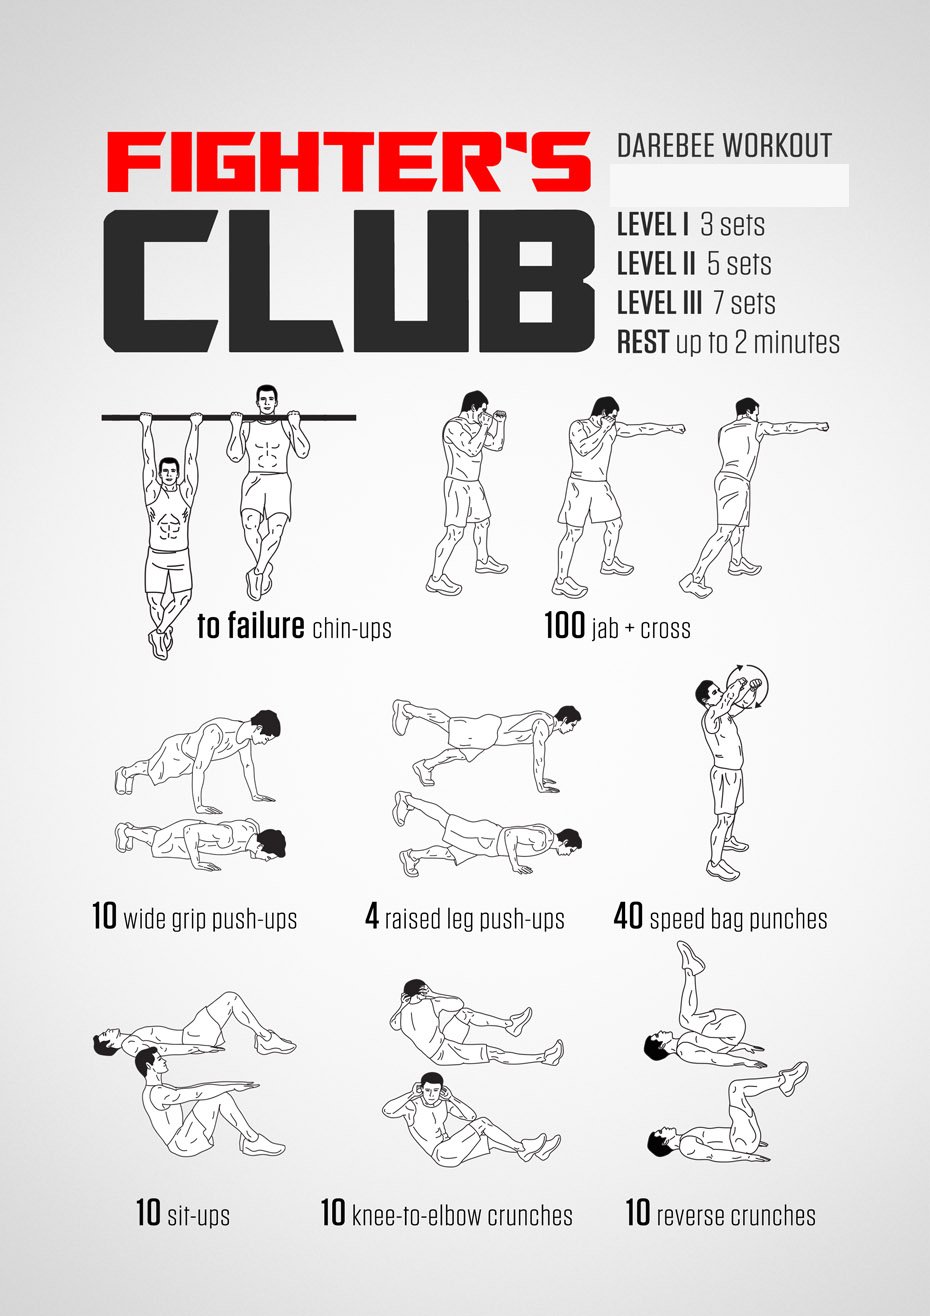 FIGHTER'S
CLUB
DAREBEE WORKOUT
LEVEL I 3 sets
LEVEL II 5 sets
LEVEL III 7 sets
REST up to 2 minutes
to failure chin-ups
100 jab + cross
10 wide grip push-ups
4 raised leg push-ups
40 speed bag punches
10 sit-ups
10 knee-to-elbow crunches
10 reverse crunches